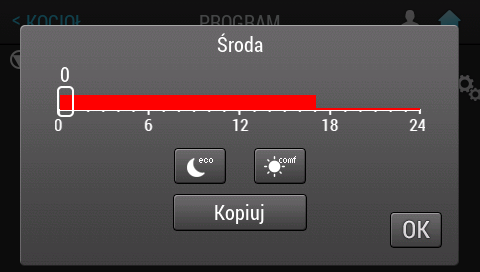 < KOCIOŁ PROGRAM
Środa
0
0 6 12 18 24
eco comf
Kopiuj
OK